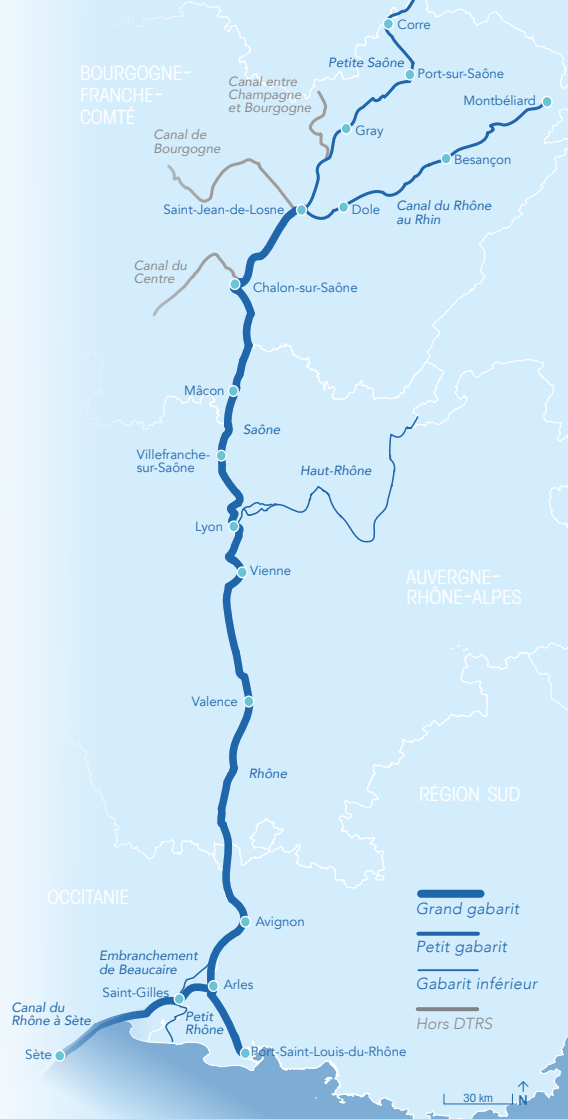 Corre
Petite Saône
BOURGOGNE-
FRANCHE-
COMTÉ
Port-sur-Saône
Canal entre
Champagne
et Bourgogne
Montbéliard
Gray
Canal de
Bourgogne
Besançon
Saint-Jean-de-Losne
Dole
Canal du Rhône
au Rhin
Canal du
Centre
Chalon-sur-Saône
Mâcon
Saône
Villefranche-
sur-Saône
Haut-Rhône
Lyon
Vienne
AUVERGNE-
RHÔNE-ALPES
Valence
Rhône
RÉGION SUD
OCCITANIE
Grand gabarit
Avignon
Petit gabarit
Embranchement
de Beaucaire
Gabarit inférieur
Arles
Saint-Gilles
Canal du
Rhône à Sète
Petit
Rhône
Hors DTRS
Sète
Port-Saint-Louis-du-Rhône
30 km
N